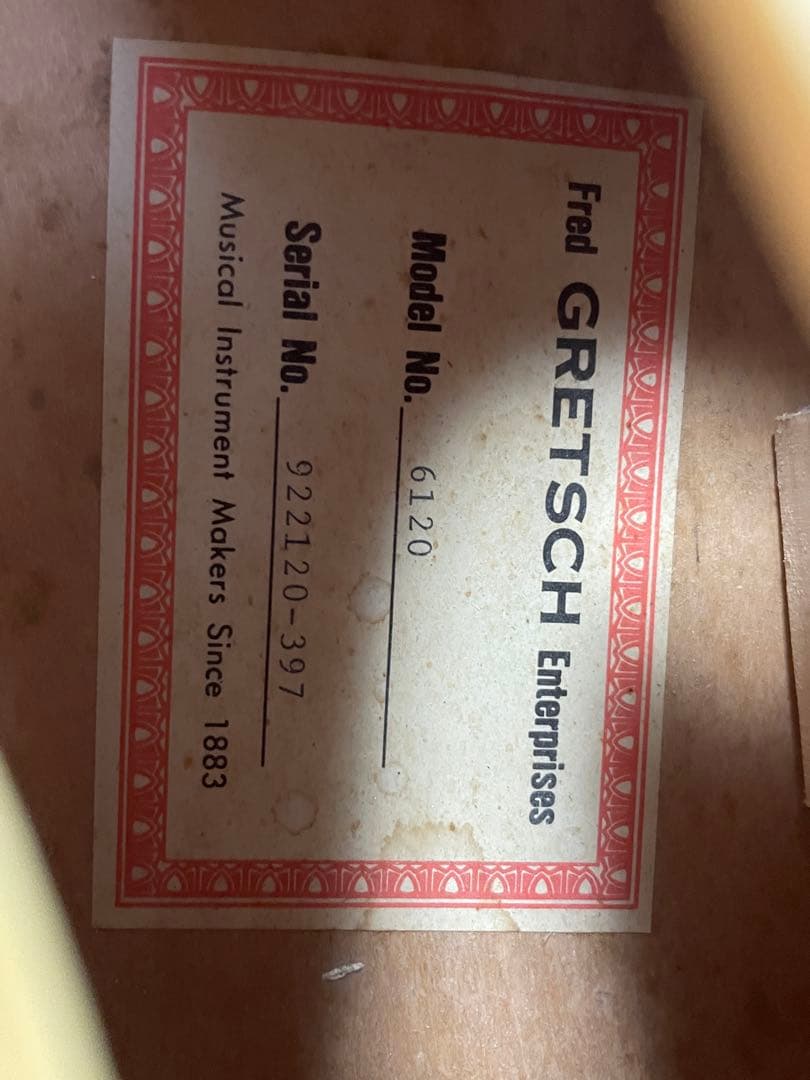 Fred GRETSCH Enterprises
Model No. 6120
Serial No. 922120-397
Musical Instrument Makers Since 1883